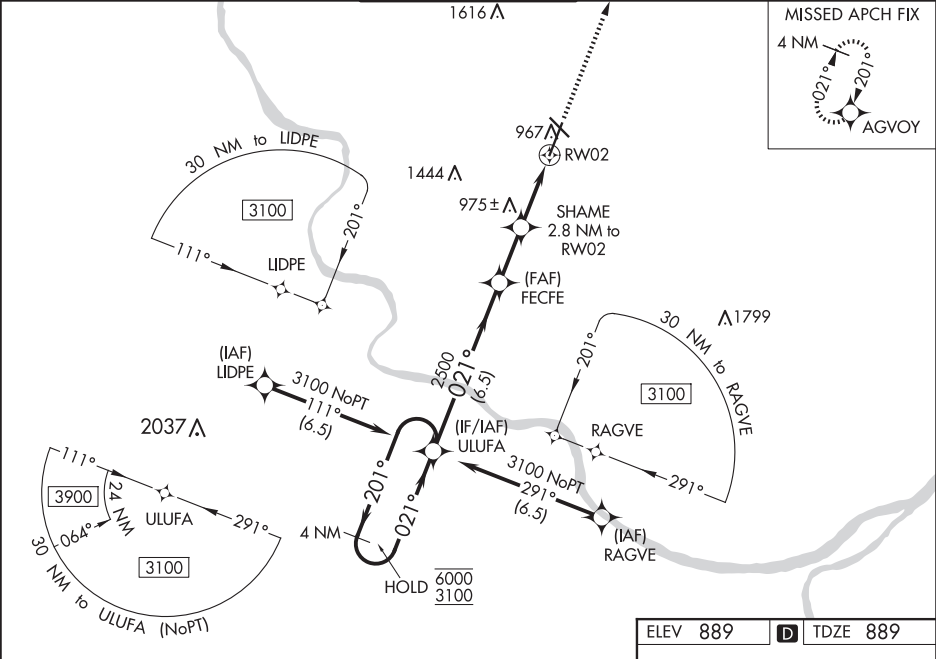 1616
MISSED APCH FIX
4 NM
021°
201°
AGVOY
967
RW02
30 NM to LIDPE
1444
3100
975±
SHAME
2.8 NM to
RW02
201°
111°
LIDPE
(FAF)
FECFE
1799
30 NM to RAGVE
201°
(IAF)
LIDPE
3100 NoPT
111°
(6.5)
2500
021°
(6.5)
3100
2037
(IF/IAF)
ULUFA
RAGVE
291°
111°
3900
24 NM
ULUFA
291°
064°
3100
30 NM to ULUFA (NoPT)
201°
021°
4 NM
3100 NoPT
291°
(6.5)
(IAF)
RAGVE
HOLD
6000
3100
ELEV 889
D
TDZE 889